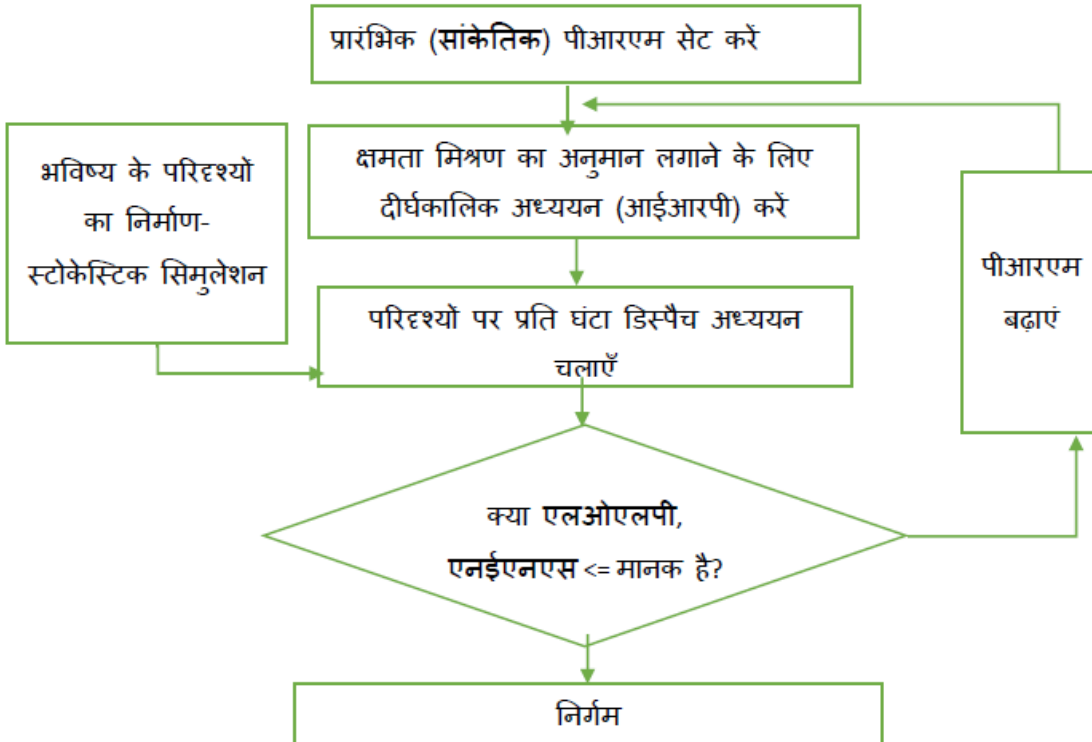 प्रारंभिक (सांकेतिक) पीआरएम सेट करें
क्षमता मिश्रण का अनुमान लगाने के लिए
दीर्घकालिक अध्ययन (आईआरपी) करें
भविष्य के परिदृश्यों
का निर्माण-
स्टोकेस्टिक सिमुलेशन
पीआरएम
बढ़ाएं
परिदृश्यों पर प्रति घंटा डिस्पैच अध्ययन
चलाएँ
क्या एलओएलपी,
एनईएनएस <= मानक है?
निर्गम